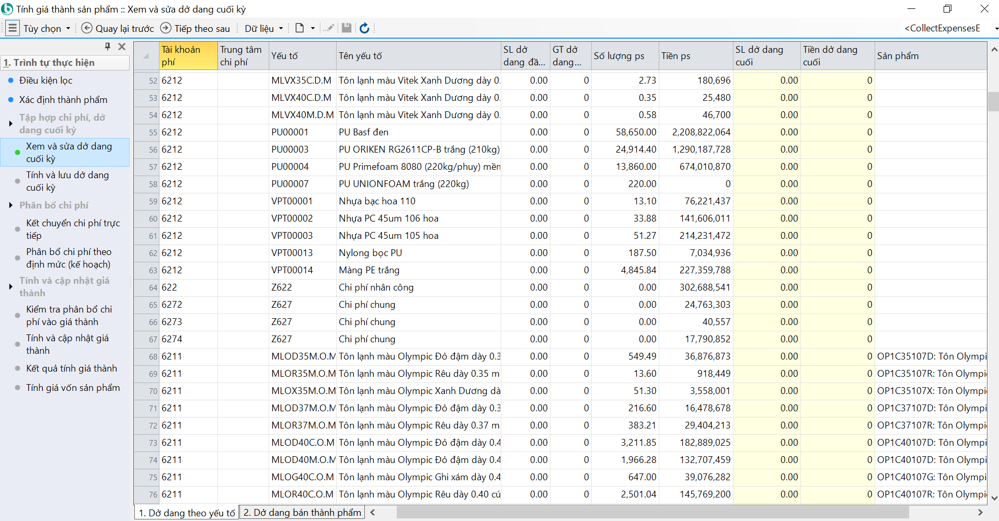 Tính giá thành sản phẩm :: Xem và sửa dở dang cuối kỳ
Tùy chọn Quay lại trước Tiếp theo sau Dữ liệu <CollectExpensesE
1. Trình tự thực hiện
Điều kiện lọc
Xác định thành phẩm
Tập hợp chi phí, dở
dang cuối kỳ
Xem và sửa dở dang
cuối kỳ
Tính và lưu dở dang
cuối kỳ
Phân bổ chi phí
Kết chuyển chi phí trực
tiếp
Phân bổ chi phí theo
định mức (kế hoạch)
Tính và cập nhật giá
thành
Kiểm tra phân bổ chi
phí vào giá thành
Tính và cập nhật giá
thành
Kết quả tính giá thành
Tính giá vốn sản phẩm
Tài khoản phí Trung tâm chi phí Yếu tố Tên yếu tố SL dở dang đầ... GT dở dang... Số lượng ps Tiền ps SL dở dang cuối Tiền dở dang cuối Sản phẩm
52 6212 MLVX35C.D.M Tôn lạnh màu Vitek Xanh Dương dày 0. 0.00 0 2.73 180,696 0.00 0
53 6212 MLVX40C.D.M Tôn lạnh màu Vitek Xanh Dương dày 0. 0.00 0 0.35 25,480 0.00 0
54 6212 MLVX40M.D.M Tôn lạnh màu Vitek Xanh Dương dày 0. 0.00 0 0.58 46,700 0.00 0
55 6212 PU00001 PU Basf đen 0.00 0 58,650.00 2,208,822,064 0.00 0
56 6212 PU00003 PU ORIKEN RG2611CP-B trắng (210kg) 0.00 0 24,914.40 1,290,187,728 0.00 0
57 6212 PU00004 PU Primefoam 8080 (220kg/phuy) mền 0.00 0 13,860.00 674,010,870 0.00 0
58 6212 PU00007 PU UNIONFOAM trắng (220kg) 0.00 0 220.00 0 0.00 0
59 6212 VPT00001 Nhựa bạc hoa 110 0.00 0 13.10 76,221,437 0.00 0
60 6212 VPT00002 Nhựa PC 45um 106 hoa 0.00 0 33.88 141,606,011 0.00 0
61 6212 VPT00003 Nhựa PC 45um 105 hoa 0.00 0 51.27 214,231,472 0.00 0
62 6212 VPT00013 Nylong bọc PU 0.00 0 187.50 7,034,936 0.00 0
63 6212 VPT00014 Màng PE trắng 0.00 0 4,845.84 227,359,788 0.00 0
64 622 Z622 Chi phí nhân công 0.00 0 0.00 302,688,541 0.00 0
65 6272 Z627 Chi phí chung 0.00 0 0.00 24,763,303 0.00 0
66 6273 Z627 Chi phí chung 0.00 0 0.00 40,557 0.00 0
67 6274 Z627 Chi phí chung 0.00 0 0.00 17,790,852 0.00 0
68 6211 MLOD35M.O.M Tôn lạnh màu Olympic Đỏ đậm dày 0.3 0.00 0 549.49 36,876,873 0.00 0 OP1C35107D: Tôn Olympi
69 6211 MLOR35M.O.M Tôn lạnh màu Olympic Rêu dày 0.35 m 0.00 0 13.60 918,449 0.00 0 OP1C35107R: Tôn Olympi
70 6211 MLOX35M.O.M Tôn lạnh màu Olympic Xanh Dương dà 0.00 0 51.30 3,558,001 0.00 0 OP1C35107X: Tôn Olympi
71 6211 MLOD37M.O.M Tôn lạnh màu Olympic Đỏ đậm dày 0.3 0.00 0 216.60 16,478,678 0.00 0 OP1C37107D: Tôn Olympi
72 6211 MLOR37M.O.M Tôn lạnh màu Olympic Rêu dày 0.37 m 0.00 0 383.21 29,404,213 0.00 0 OP1C37107R: Tôn Olympi
73 6211 MLOD40C.O.M Tôn lạnh màu Olympic Đỏ đậm dày 0.4 0.00 0 3,211.85 182,889,025 0.00 0 OP1C40107D: Tôn Olympi
74 6211 MLOD40M.O.M Tôn lạnh màu Olympic Đỏ đậm dày 0.4 0.00 0 1,966.28 132,707,459 0.00 0 OP1C40107D: Tôn Olympi
75 6211 MLOG40C.O.M Tôn lạnh màu Olympic Ghi xám dày 0.4 0.00 0 647.00 39,076,282 0.00 0 OP1C40107G: Tôn Olympi
76 6211 MLOR40C.O.M Tôn lạnh màu Olympic Rêu dày 0.40 cú 0.00 0 2,501.04 145,769,200 0.00 0 OP1C40107R: Tôn Olympi
1. Dở dang theo yếu tố 2. Dở dang bán thành phẩm